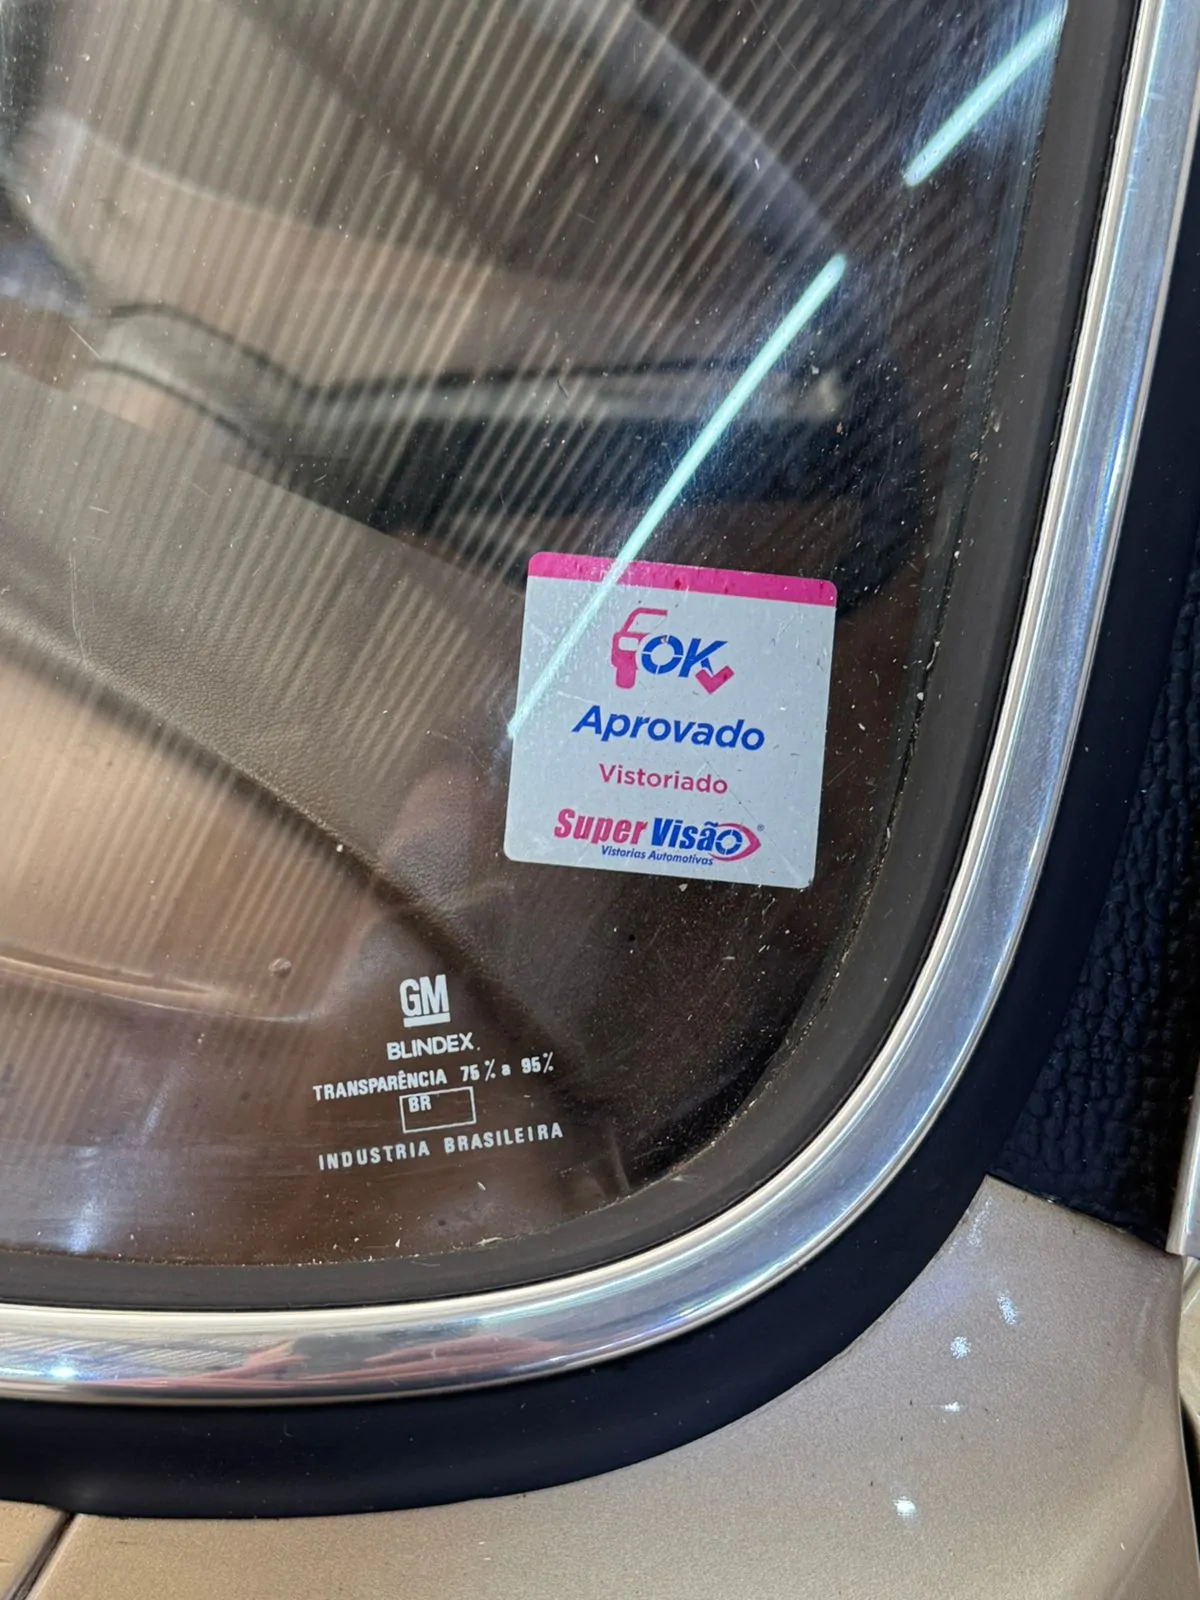 OK
Aprovado
Vistoriado
Super Visão®
Vistorias Automotivas
GM
BLINDEX.
TRANSPARÊNCIA 75% a 95%
BR
INDUSTRIA BRASILEIRA